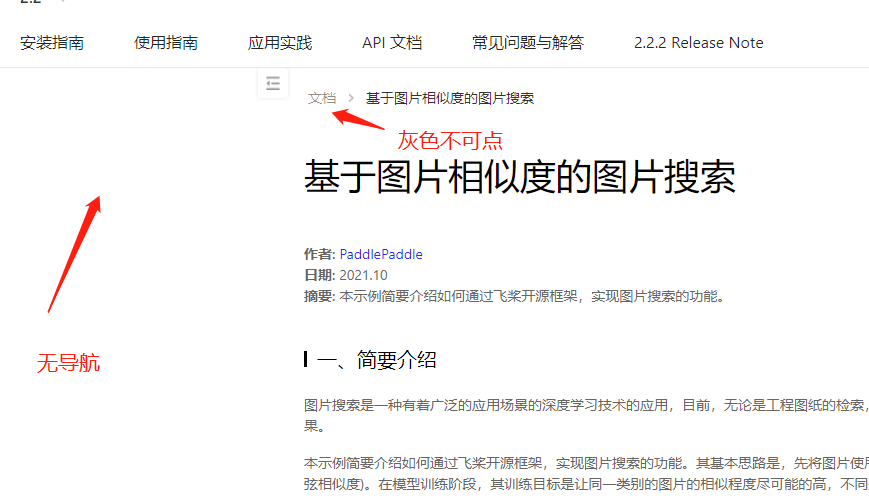 2.2
安装指南 使用指南 应用实践 API 文档 常见问题与解答 2.2.2 Release Note
文档 > 基于图片相似度的图片搜索
灰色不可点
基于图片相似度的图片搜索
作者: PaddlePaddle
日期: 2021.10
摘要: 本示例简要介绍如何通过飞桨开源框架，实现图片搜索的功能。
无导航
一、简要介绍
图片搜索是一种有着广泛的应用场景的深度学习技术的应用，目前，无论是工程图纸的检索，
果。
本示例简要介绍如何通过飞桨开源框架，实现图片搜索的功能。其基本思路是，先将图片使用
弦相似度)。在模型训练阶段，其训练目标是让同一类别的图片的相似程度尽可能的高，不同